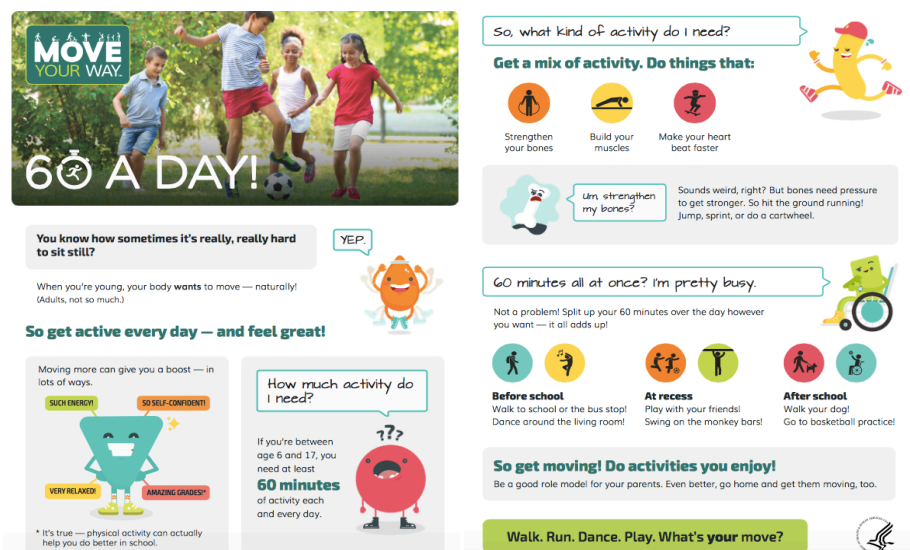 MOVE
YOUR WAY.
60 A DAY!
You know how sometimes it's really, really hard
to sit still?
YEP.
When you're young, your body wants to move — naturally!
(Adults, not so much.)
So get active every day — and feel great!
Moving more can give you a boost — in
lots of ways.
SUCH ENERGY!
SO SELF-CONFIDENT!
VERY RELAXED!
AMAZING GRADES!*
* It's true — physical activity can actually
help you do better in school.
How much activity do
I need?
???
If you're between
age 6 and 17, you
need at least
60 minutes
of activity each
and every day.
So, what kind of activity do I need?
Get a mix of activity. Do things that:
Strengthen
your bones
Build your
muscles
Make your heart
beat faster
Um, strengthen
my bones?
Sounds weird, right? But bones need pressure
to get stronger. So hit the ground running!
Jump, sprint, or do a cartwheel.
60 minutes all at once? I'm pretty busy.
Not a problem! Split up your 60 minutes over the day however
you want — it all adds up!
Before school
Walk to school or the bus stop!
Dance around the living room!
At recess
Play with your friends!
Swing on the monkey bars!
After school
Walk your dog!
Go to basketball practice!
So get moving! Do activities you enjoy!
Be a good role model for your parents. Even better, go home and get them moving, too.
Walk. Run. Dance. Play. What's your move?